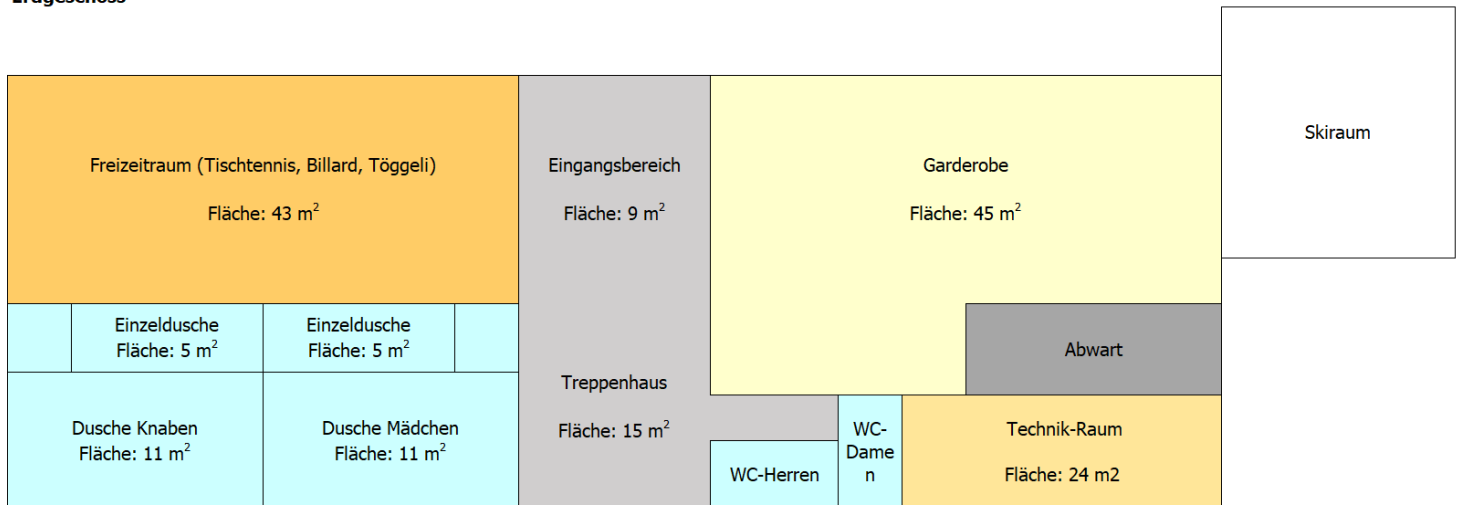 Erdgeschoss
Skiraum
Freizeitraum (Tischtennis, Billard, Töggeli)
Fläche: 43 m²
Eingangsbereich
Fläche: 9 m²
Garderobe
Fläche: 45 m²
Einzeldusche
Fläche: 5 m²
Einzeldusche
Fläche: 5 m²
Abwart
Treppenhaus
Fläche: 15 m²
Dusche Knaben
Fläche: 11 m²
Dusche Mädchen
Fläche: 11 m²
WC-Herren
WC-
Dame
n
Technik-Raum
Fläche: 24 m2